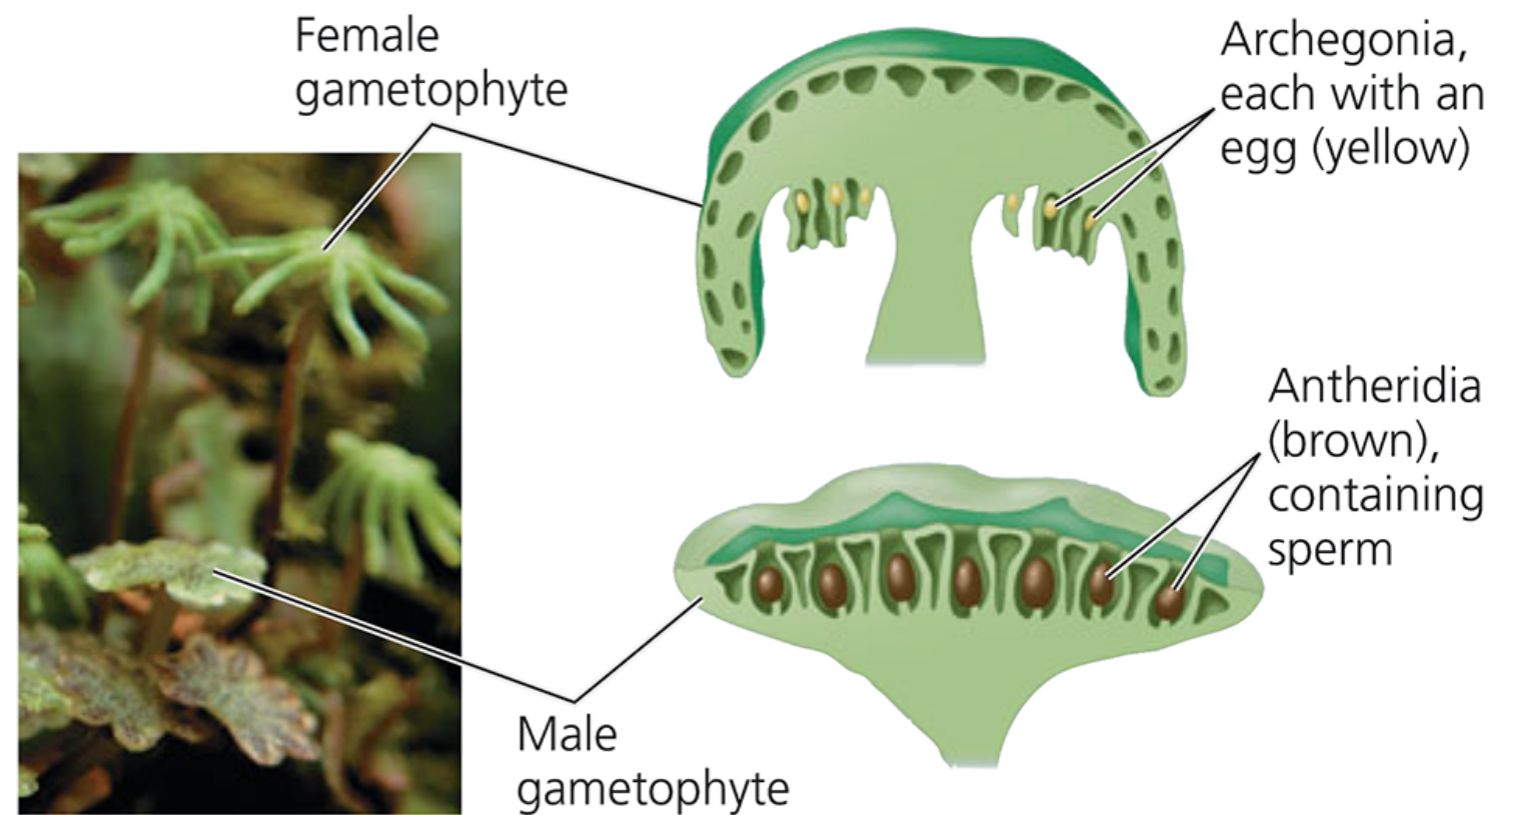 Female
gametophyte
Archegonia,
each with an
egg (yellow)
Antheridia
(brown),
containing
sperm
Male
gametophyte